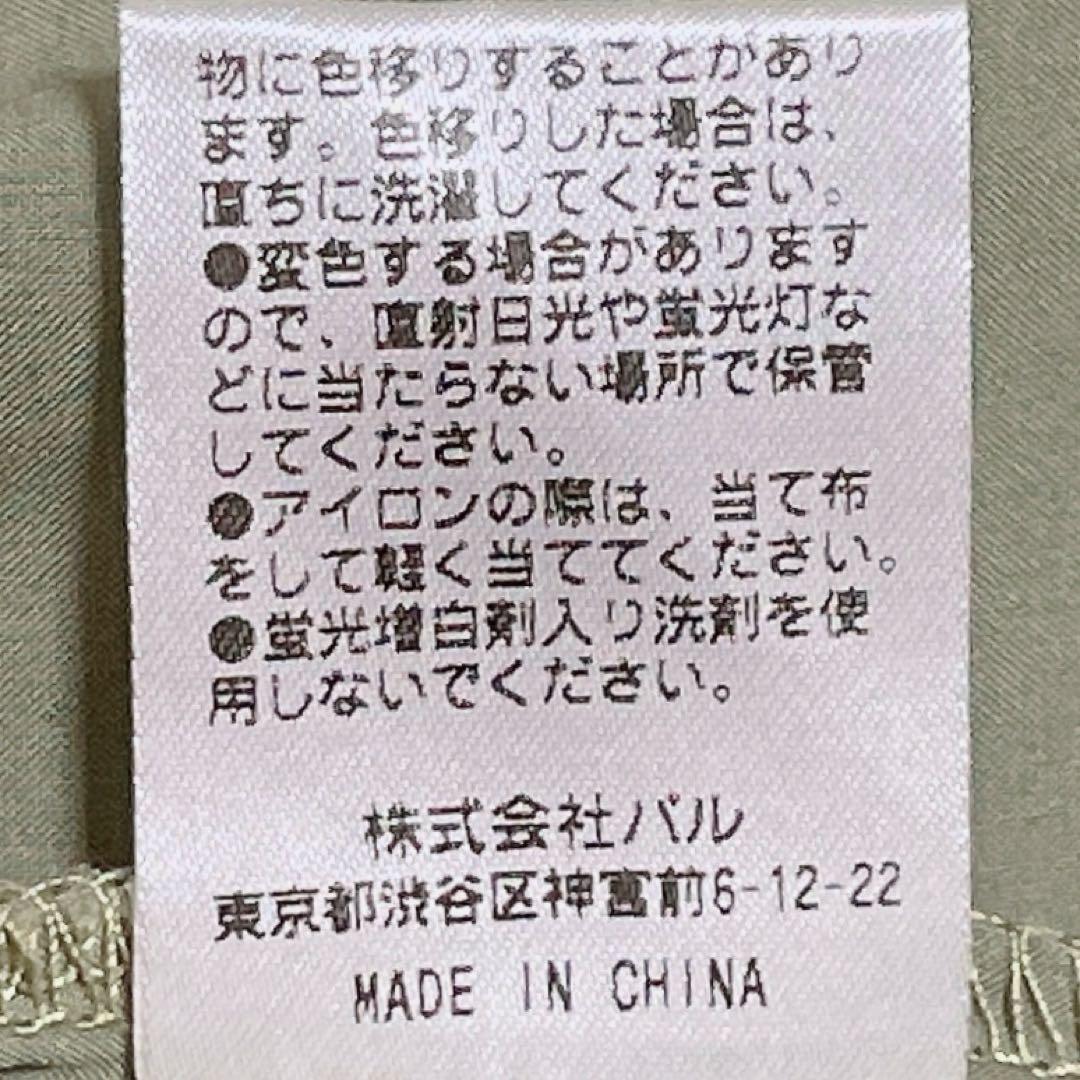 物に色移りすることがあり
ます。色移りした場合は、
直ちに洗濯してください。
●変色する場合があります
ので、直射日光や蛍光灯な
どに当たらない場所で保管
してください。
●アイロンの際は、当て布
をして軽く当ててください。
●蛍光増白剤入り洗剤を使
用しないでください。
株式会社パル
東京都渋谷区神宮前6-12-22
MADE IN CHINA